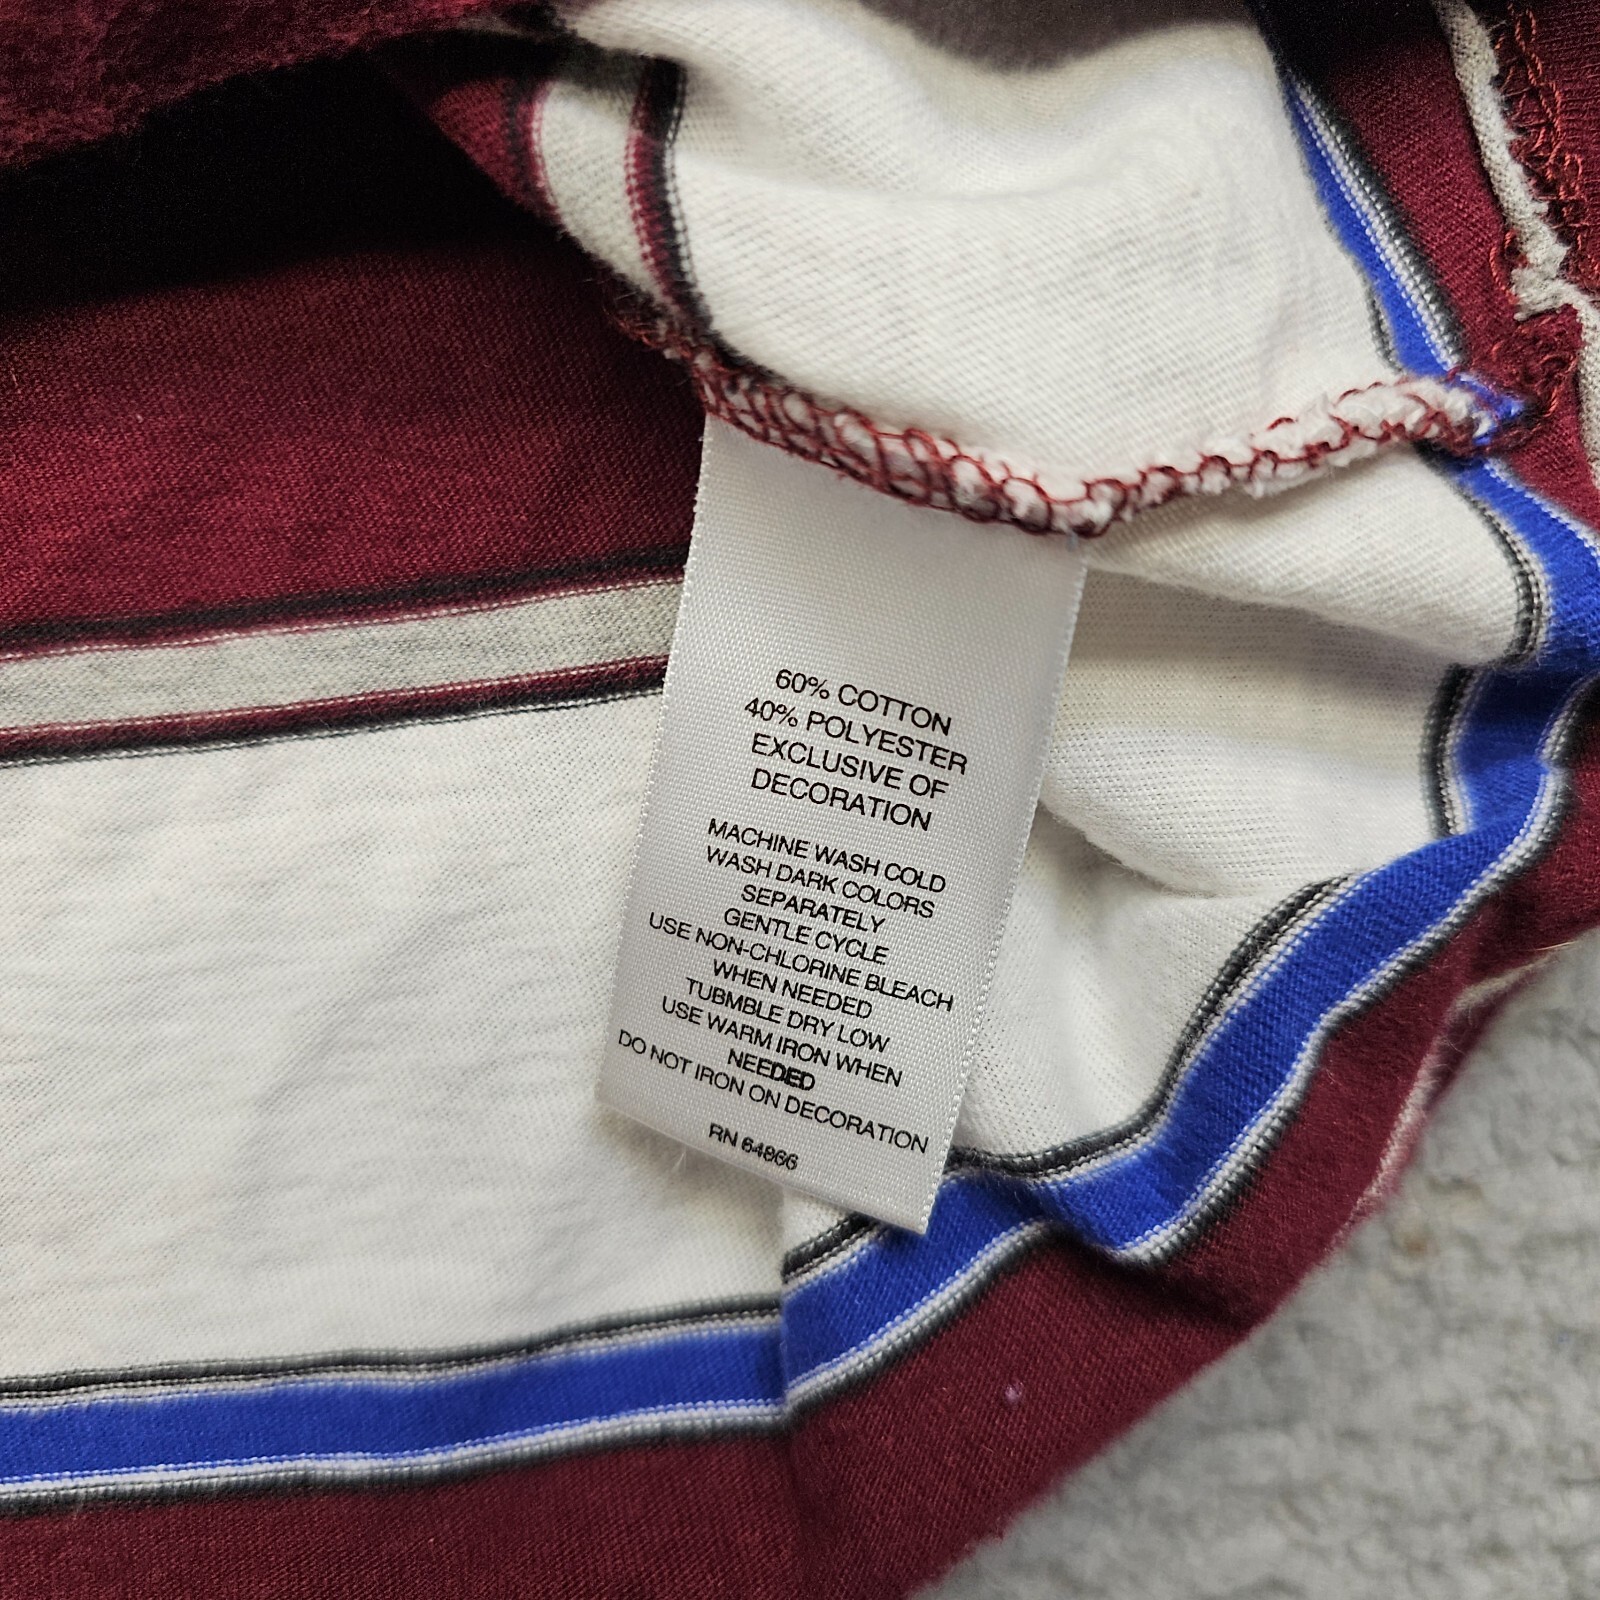 60% COTTON
40% POLYESTER
EXCLUSIVE OF
DECORATION
MACHINE WASH COLD
WASH DARK COLORS
SEPARATELY
GENTLE CYCLE
USE NON-CHLORINE BLEACH
WHEN NEEDED
TUBMBLE DRY LOW
USE WARM IRON WHEN
NEEDED
DO NOT IRON ON DECORATION
RN 64866